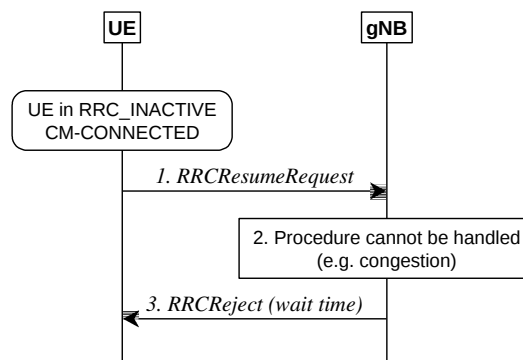 UE
gNB
UE in RRC_INACTIVE
CM-CONNECTED
1. RRCResumeRequest
2. Procedure cannot be handled
(e.g. congestion)
3. RRCReject (wait time)